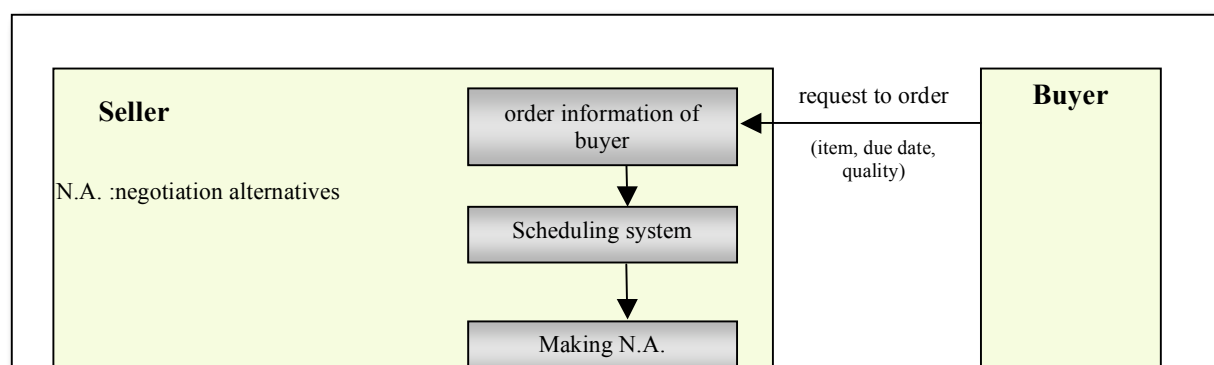 Seller
N.A. :negotiation alternatives
order information of
buyer
Scheduling system
Making N.A.
request to order
(item, due date,
quality)
Buyer